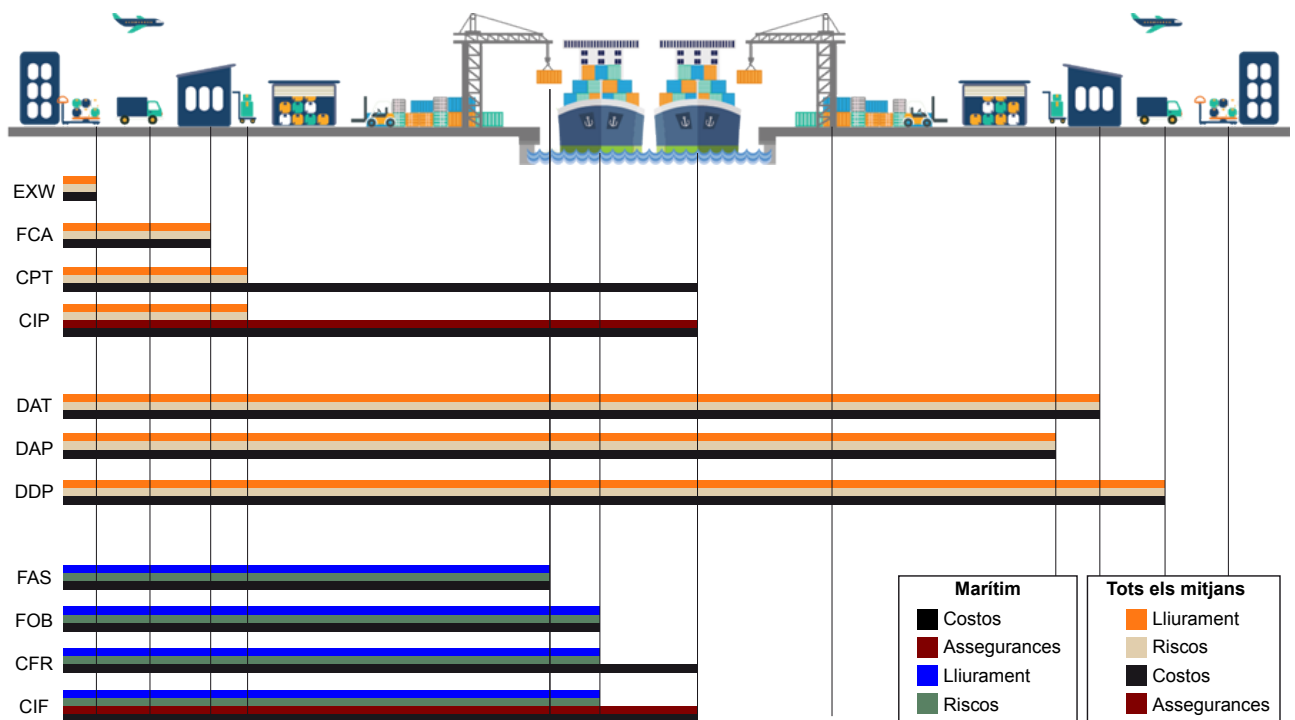 EXW
FCA
CPT
CIP
DAT
DAP
DDP
FAS
FOB
CFR
CIF
Marítim
Costos
Assegurances
Lliurament
Riscos
Tots els mitjans
Lliurament
Riscos
Costos
Assegurances